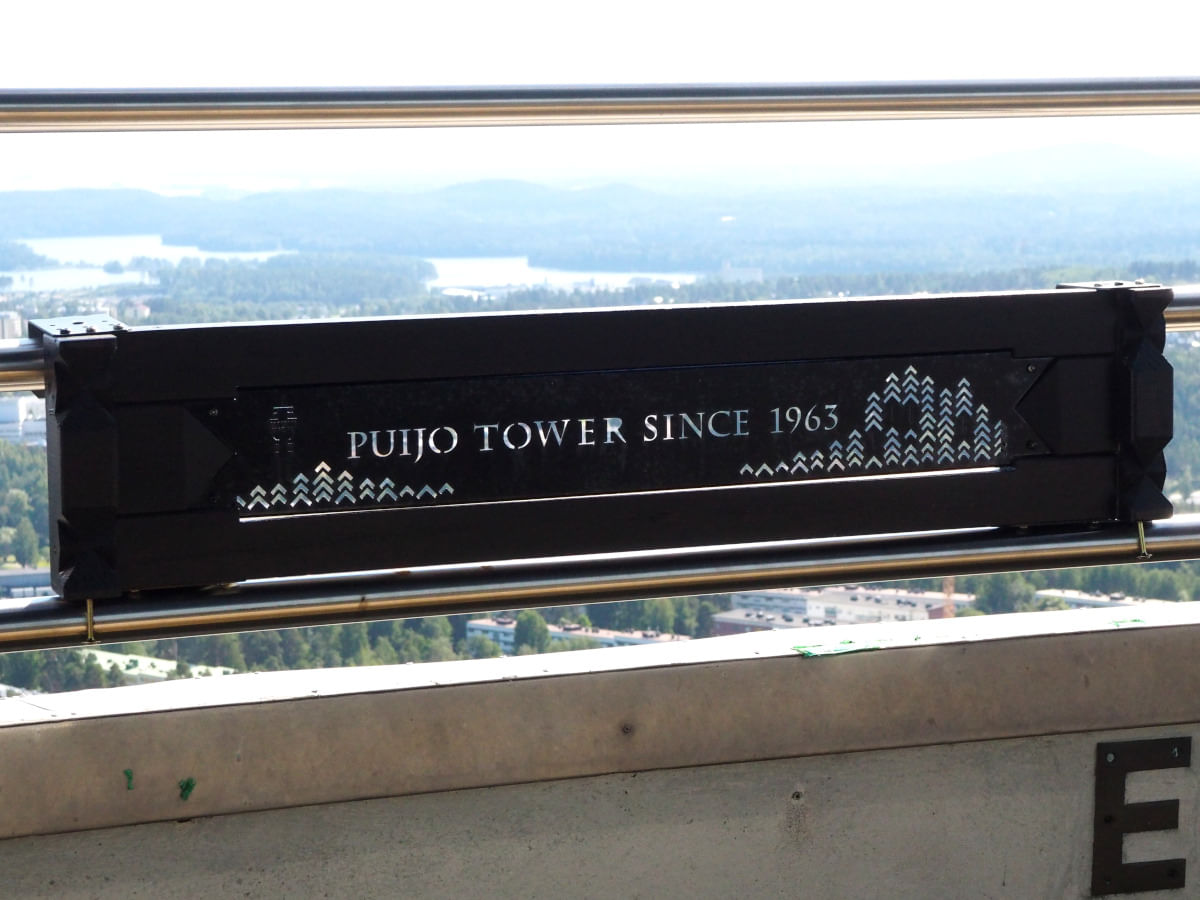 PUIJO TOWER SINCE 1963
E